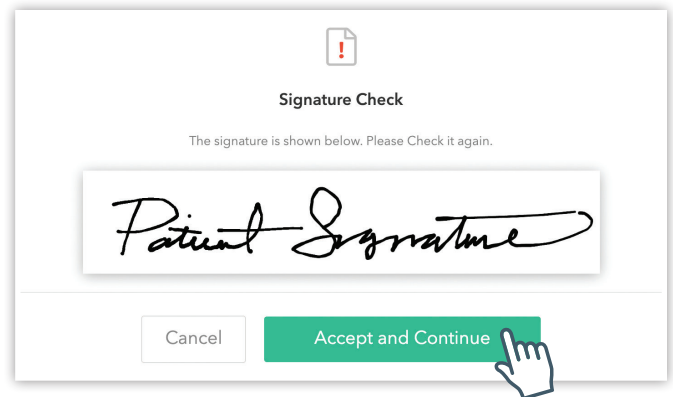 !
Signature Check
The signature is shown below. Please Check it again.
Patient Signature
Cancel
Accept and Continue